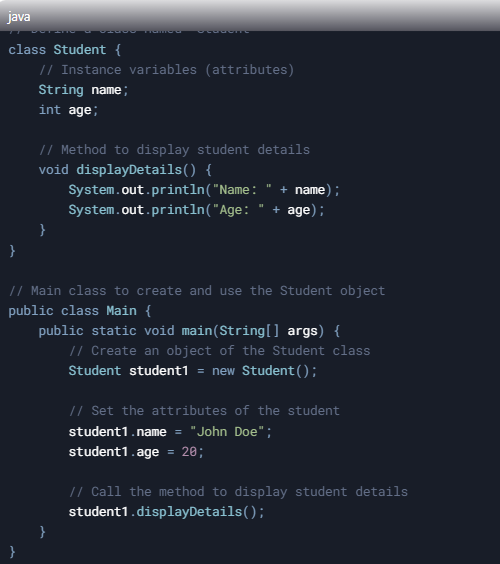 java
// Define a class named 'Student'
class Student {
    // Instance variables (attributes)
    String name;
    int age;

    // Method to display student details
    void displayDetails() {
        System.out.println("Name: " + name);
        System.out.println("Age: " + age);
    }
}

// Main class to create and use the Student object
public class Main {
    public static void main(String[] args) {
        // Create an object of the Student class
        Student student1 = new Student();

        // Set the attributes of the student
        student1.name = "John Doe";
        student1.age = 20;

        // Call the method to display student details
        student1.displayDetails();
    }
}